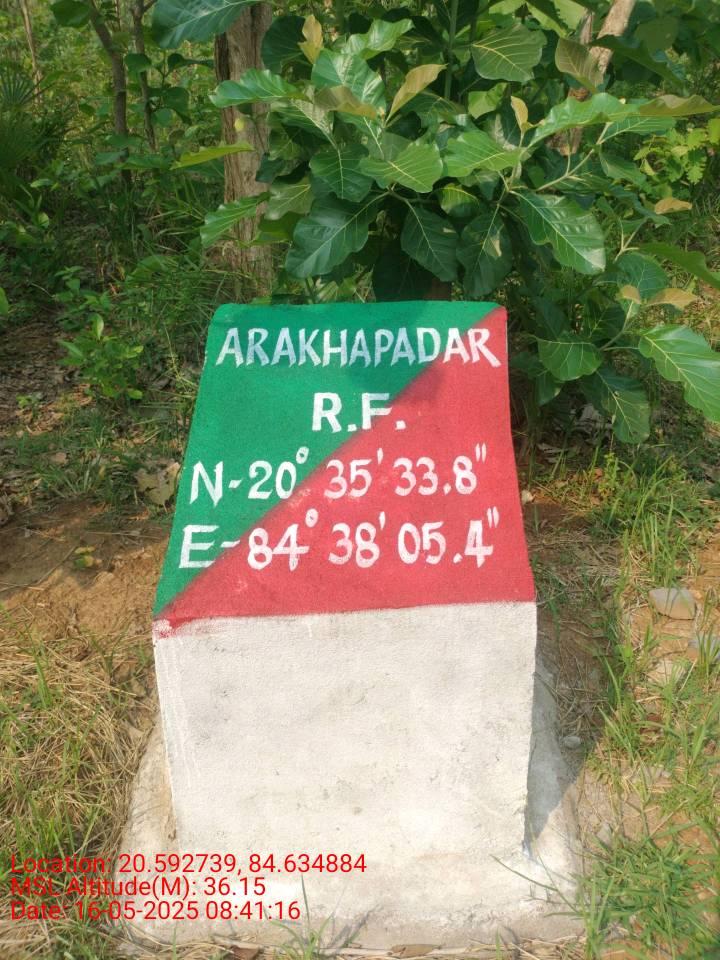 ARAKHAPADAR
R.F.
N-20° 35' 33.8"
E-84° 38' 05.4"
Location: 20.592739, 84.634884
MSL Altitude(M): 36.15
Date: 16-05-2025 08:41:16